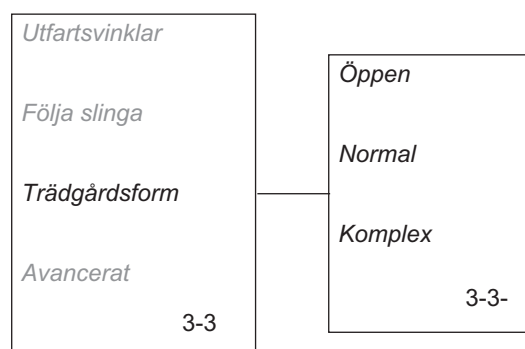 Utfartsvinklar
Följa slinga
Trädgårdsform
Avancerat
3-3
Öppen
Normal
Komplex
3-3-